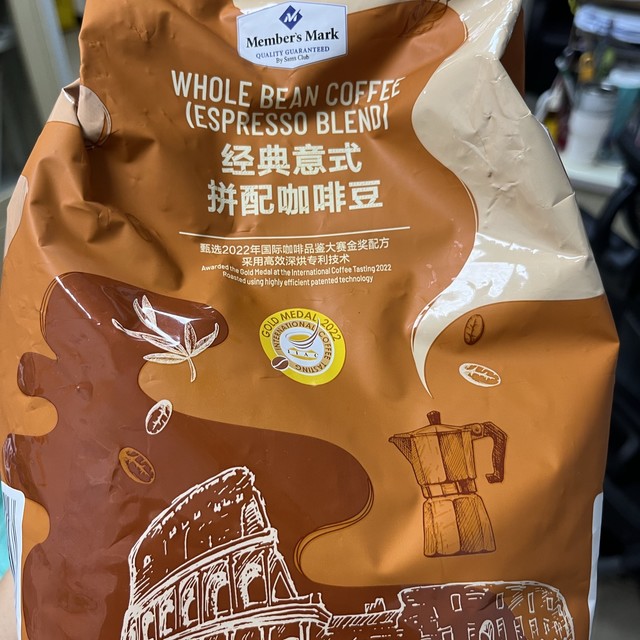 Member's Mark
QUALITY GUARANTEED
By Sam's Club
WHOLE BEAN COFFEE
(ESPRESSO BLEND)
经典意式
拼配咖啡豆
甄选2022年国际咖啡品鉴大赛金奖配方
采用高效深烘专利技术
Awarded the Gold Medal at the International Coffee Tasting 2022
Roasted using highly efficient patented technology
GOLD MEDAL 2022
INTERNATIONAL COFFEE TASTING